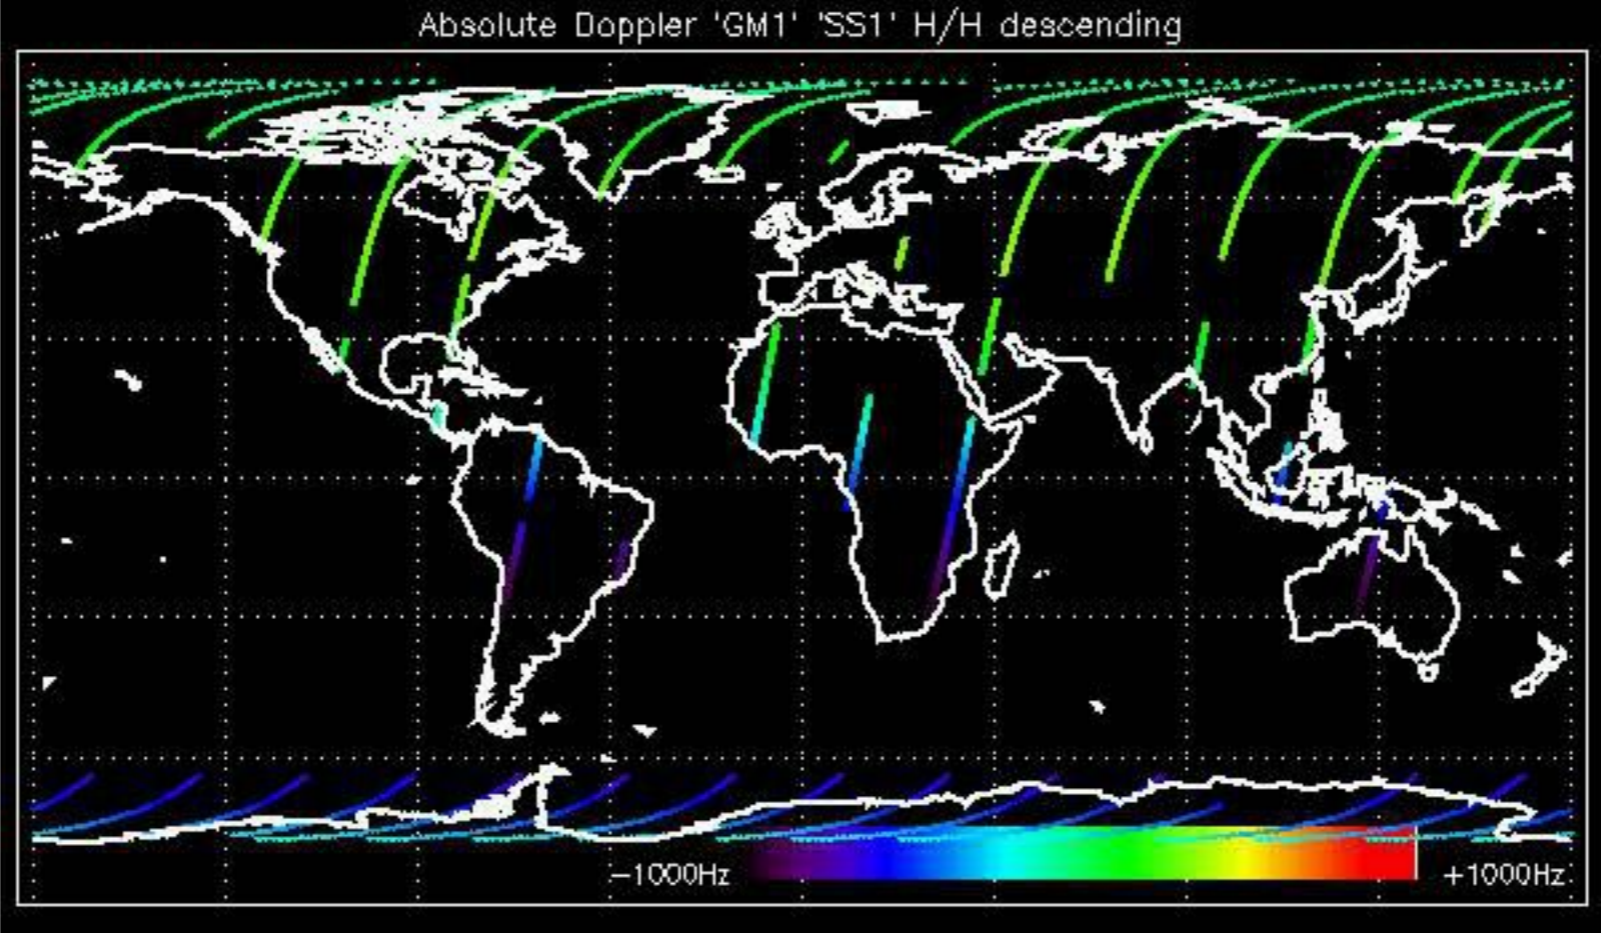 Absolute Doppler 'GM1' 'SS1' H/H descending
−1000Hz +1000Hz